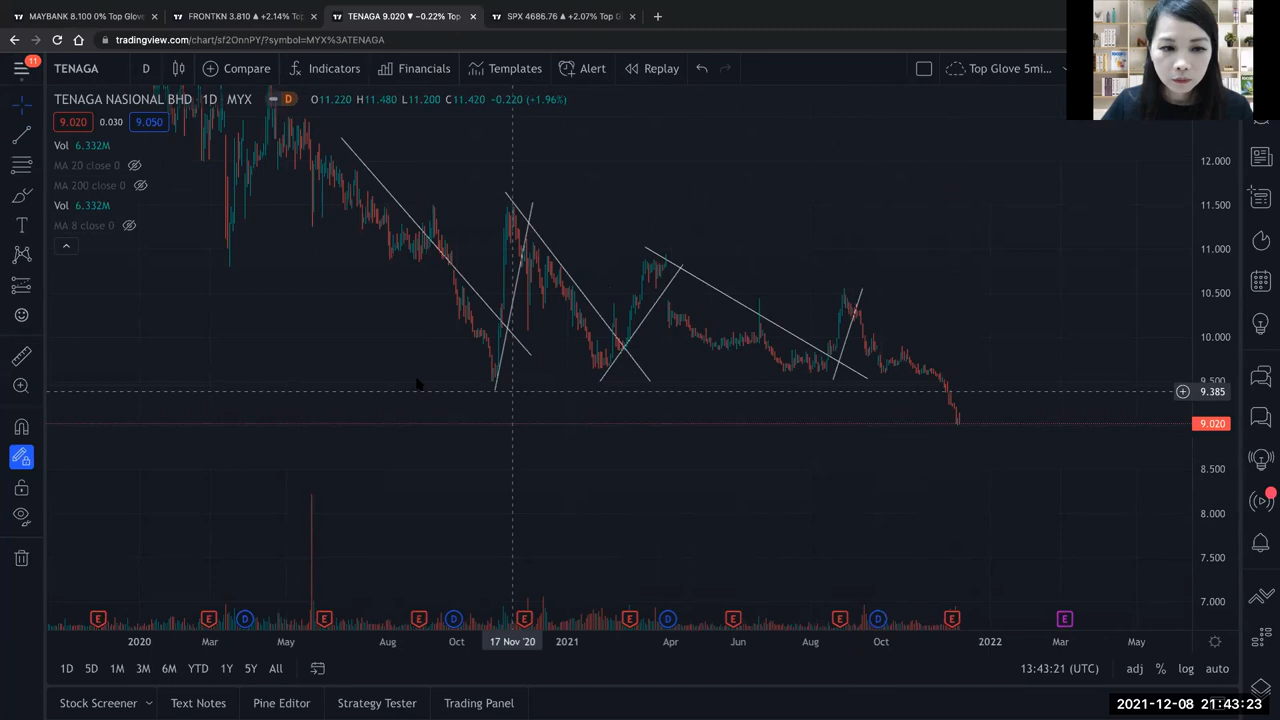 MAYBANK 8.100 0% Top Glove
FRONTKN 3.810 ▲+2.14% Top
TENAGA 9.020 ▼−0.22% Top
SPX 4686.76 ▲+2.07% Top G
tradingview.com/chart/sf2OnnPY/?symbol=MYX%3ATENAGA
11
TENAGA D Compare Indicators Financials Templates Alert Replay Top Glove 5mi...
TENAGA NASIONAL BHD 1D MYX D O11.220 H11.480 L11.200 C11.420 -0.220 (+1.96%)
9.020 0.030 9.050
Vol 6.332M
MA 20 close 0
MA 200 close 0
Vol 6.332M
MA 8 close 0
12.000
11.500
11.000
10.500
10.000
9.500
9.385
9.020
8.500
8.000
7.500
7.000
E E D E E D E E D E E D E E
2020 Mar May Aug Oct 17 Nov '20 2021 Apr Jun Aug Oct 2022 Mar May
1D 5D 1M 3M 6M YTD 1Y 5Y All 13:43:21 (UTC) adj % log auto
Stock Screener Text Notes Pine Editor Strategy Tester Trading Panel
2021-12-08 21:43:23